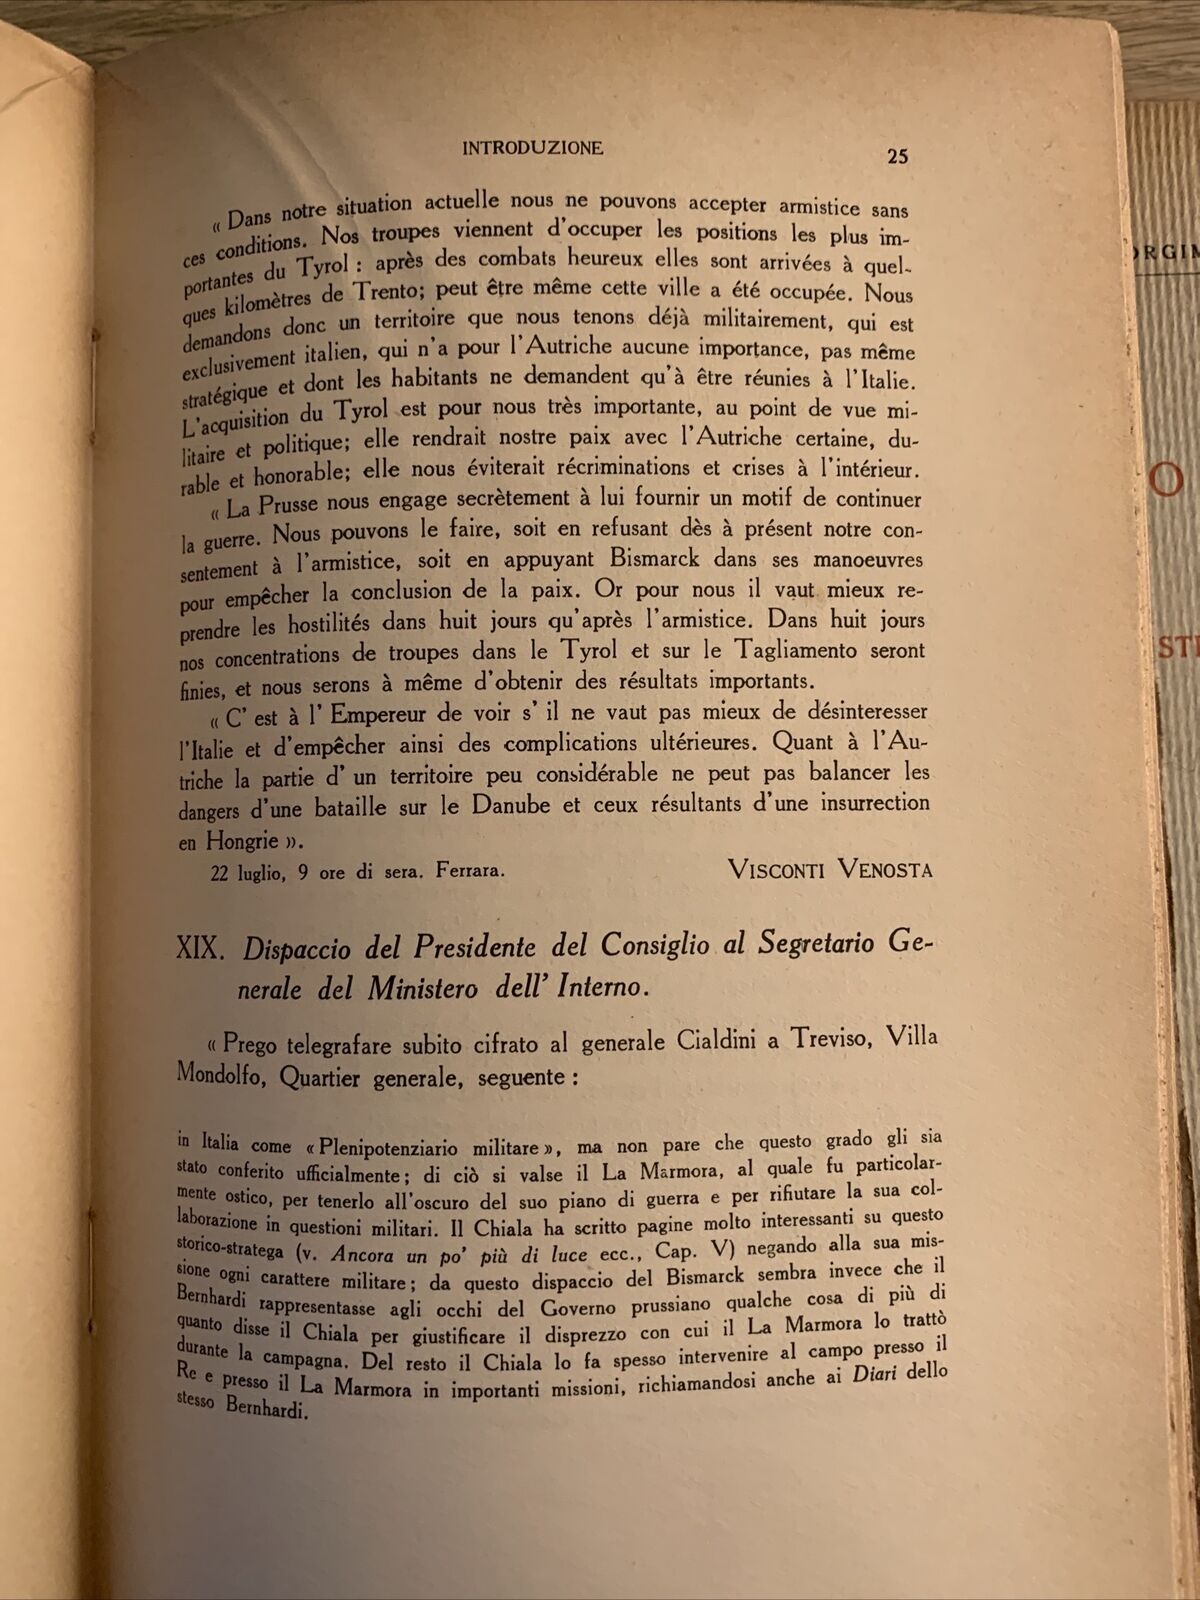 INTRODUZIONE 25
« Dans notre situation actuelle nous ne pouvons accepter armistice sans
ces conditions. Nos troupes viennent d'occuper les positions les plus im-
portantes du Tyrol : après des combats heureux elles sont arrivées à quel-
ques kilomètres de Trento; peut être même cette ville a été occupée. Nous
demandons donc un territoire que nous tenons déjà militairement, qui est
exclusivement italien, qui n'a pour l'Autriche aucune importance, pas même
stratégique et dont les habitants ne demandent qu'à être réunies à l'Italie.
L'acquisition du Tyrol est pour nous très importante, au point de vue mi-
litaire et politique; elle rendrait nostre paix avec l'Autriche certaine, du-
rable et honorable; elle nous éviterait récriminations et crises à l'intérieur.
« La Prusse nous engage secrètement à lui fournir un motif de continuer
la guerre. Nous pouvons le faire, soit en refusant dès à présent notre con-
sentement à l'armistice, soit en appuyant Bismarck dans ses manoeuvres
pour empêcher la conclusion de la paix. Or pour nous il vaut mieux re-
prendre les hostilités dans huit jours qu'après l'armistice. Dans huit jours
nos concentrations de troupes dans le Tyrol et sur le Tagliamento seront
finies, et nous serons à même d'obtenir des résultats importants.
« C' est à l' Empereur de voir s' il ne vaut pas mieux de désinteresser
l'Italie et d'empêcher ainsi des complications ultérieures. Quant à l'Au-
triche la partie d' un territoire peu considérable ne peut pas balancer les
dangers d'une bataille sur le Danube et ceux résultants d'une insurrection
en Hongrie ».
22 luglio, 9 ore di sera. Ferrara. VISCONTI VENOSTA
XIX. Dispaccio del Presidente del Consiglio al Segretario Ge-
nerale del Ministero dell' Interno.
« Prego telegrafare subito cifrato al generale Cialdini a Treviso, Villa
Mondolfo, Quartier generale, seguente :
in Italia come « Plenipotenziario militare », ma non pare che questo grado gli sia
stato conferito ufficialmente; di ciò si valse il La Marmora, al quale fu particolar-
mente ostico, per tenerlo all'oscuro del suo piano di guerra e per rifiutare la sua col-
laborazione in questioni militari. Il Chiala ha scritto pagine molto interessanti su questo
storico-stratega (v. Ancora un po' più di luce ecc., Cap. V) negando alla sua mis-
sione ogni carattere militare; da questo dispaccio del Bismarck sembra invece che il
Bernhardi rappresentasse agli occhi del Governo prussiano qualche cosa di più di
quanto disse il Chiala per giustificare il disprezzo con cui il La Marmora lo trattò
durante la campagna. Del resto il Chiala lo fa spesso intervenire al campo presso il
Re e presso il La Marmora in importanti missioni, richiamandosi anche ai Diari dello
stesso Bernhardi.